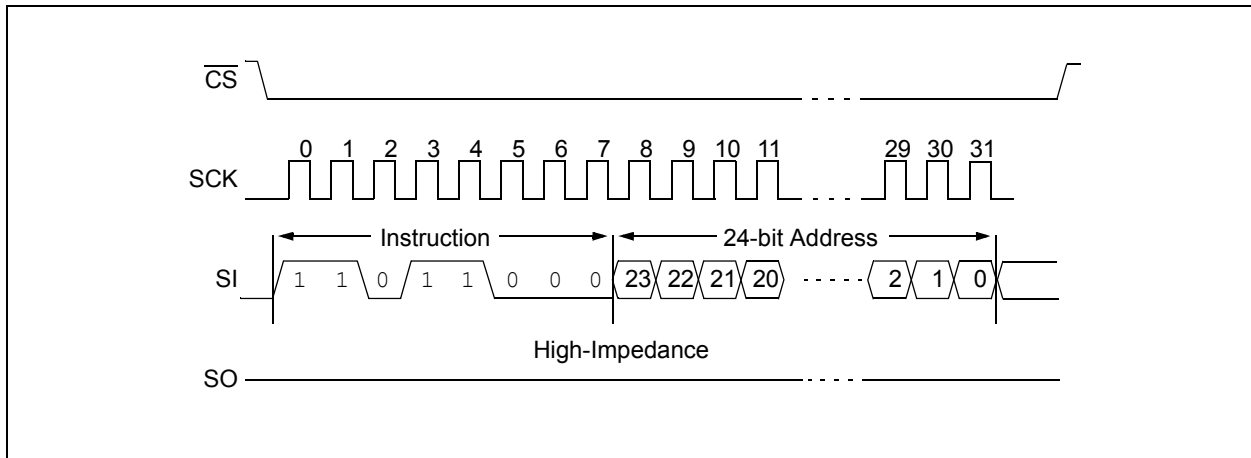 CS
0 1 2 3 4 5 6 7 8 9 10 11 29 30 31
SCK
Instruction 24-bit Address
SI 1 1 0 1 1 0 0 0 23 22 21 20 2 1 0
High-Impedance
SO